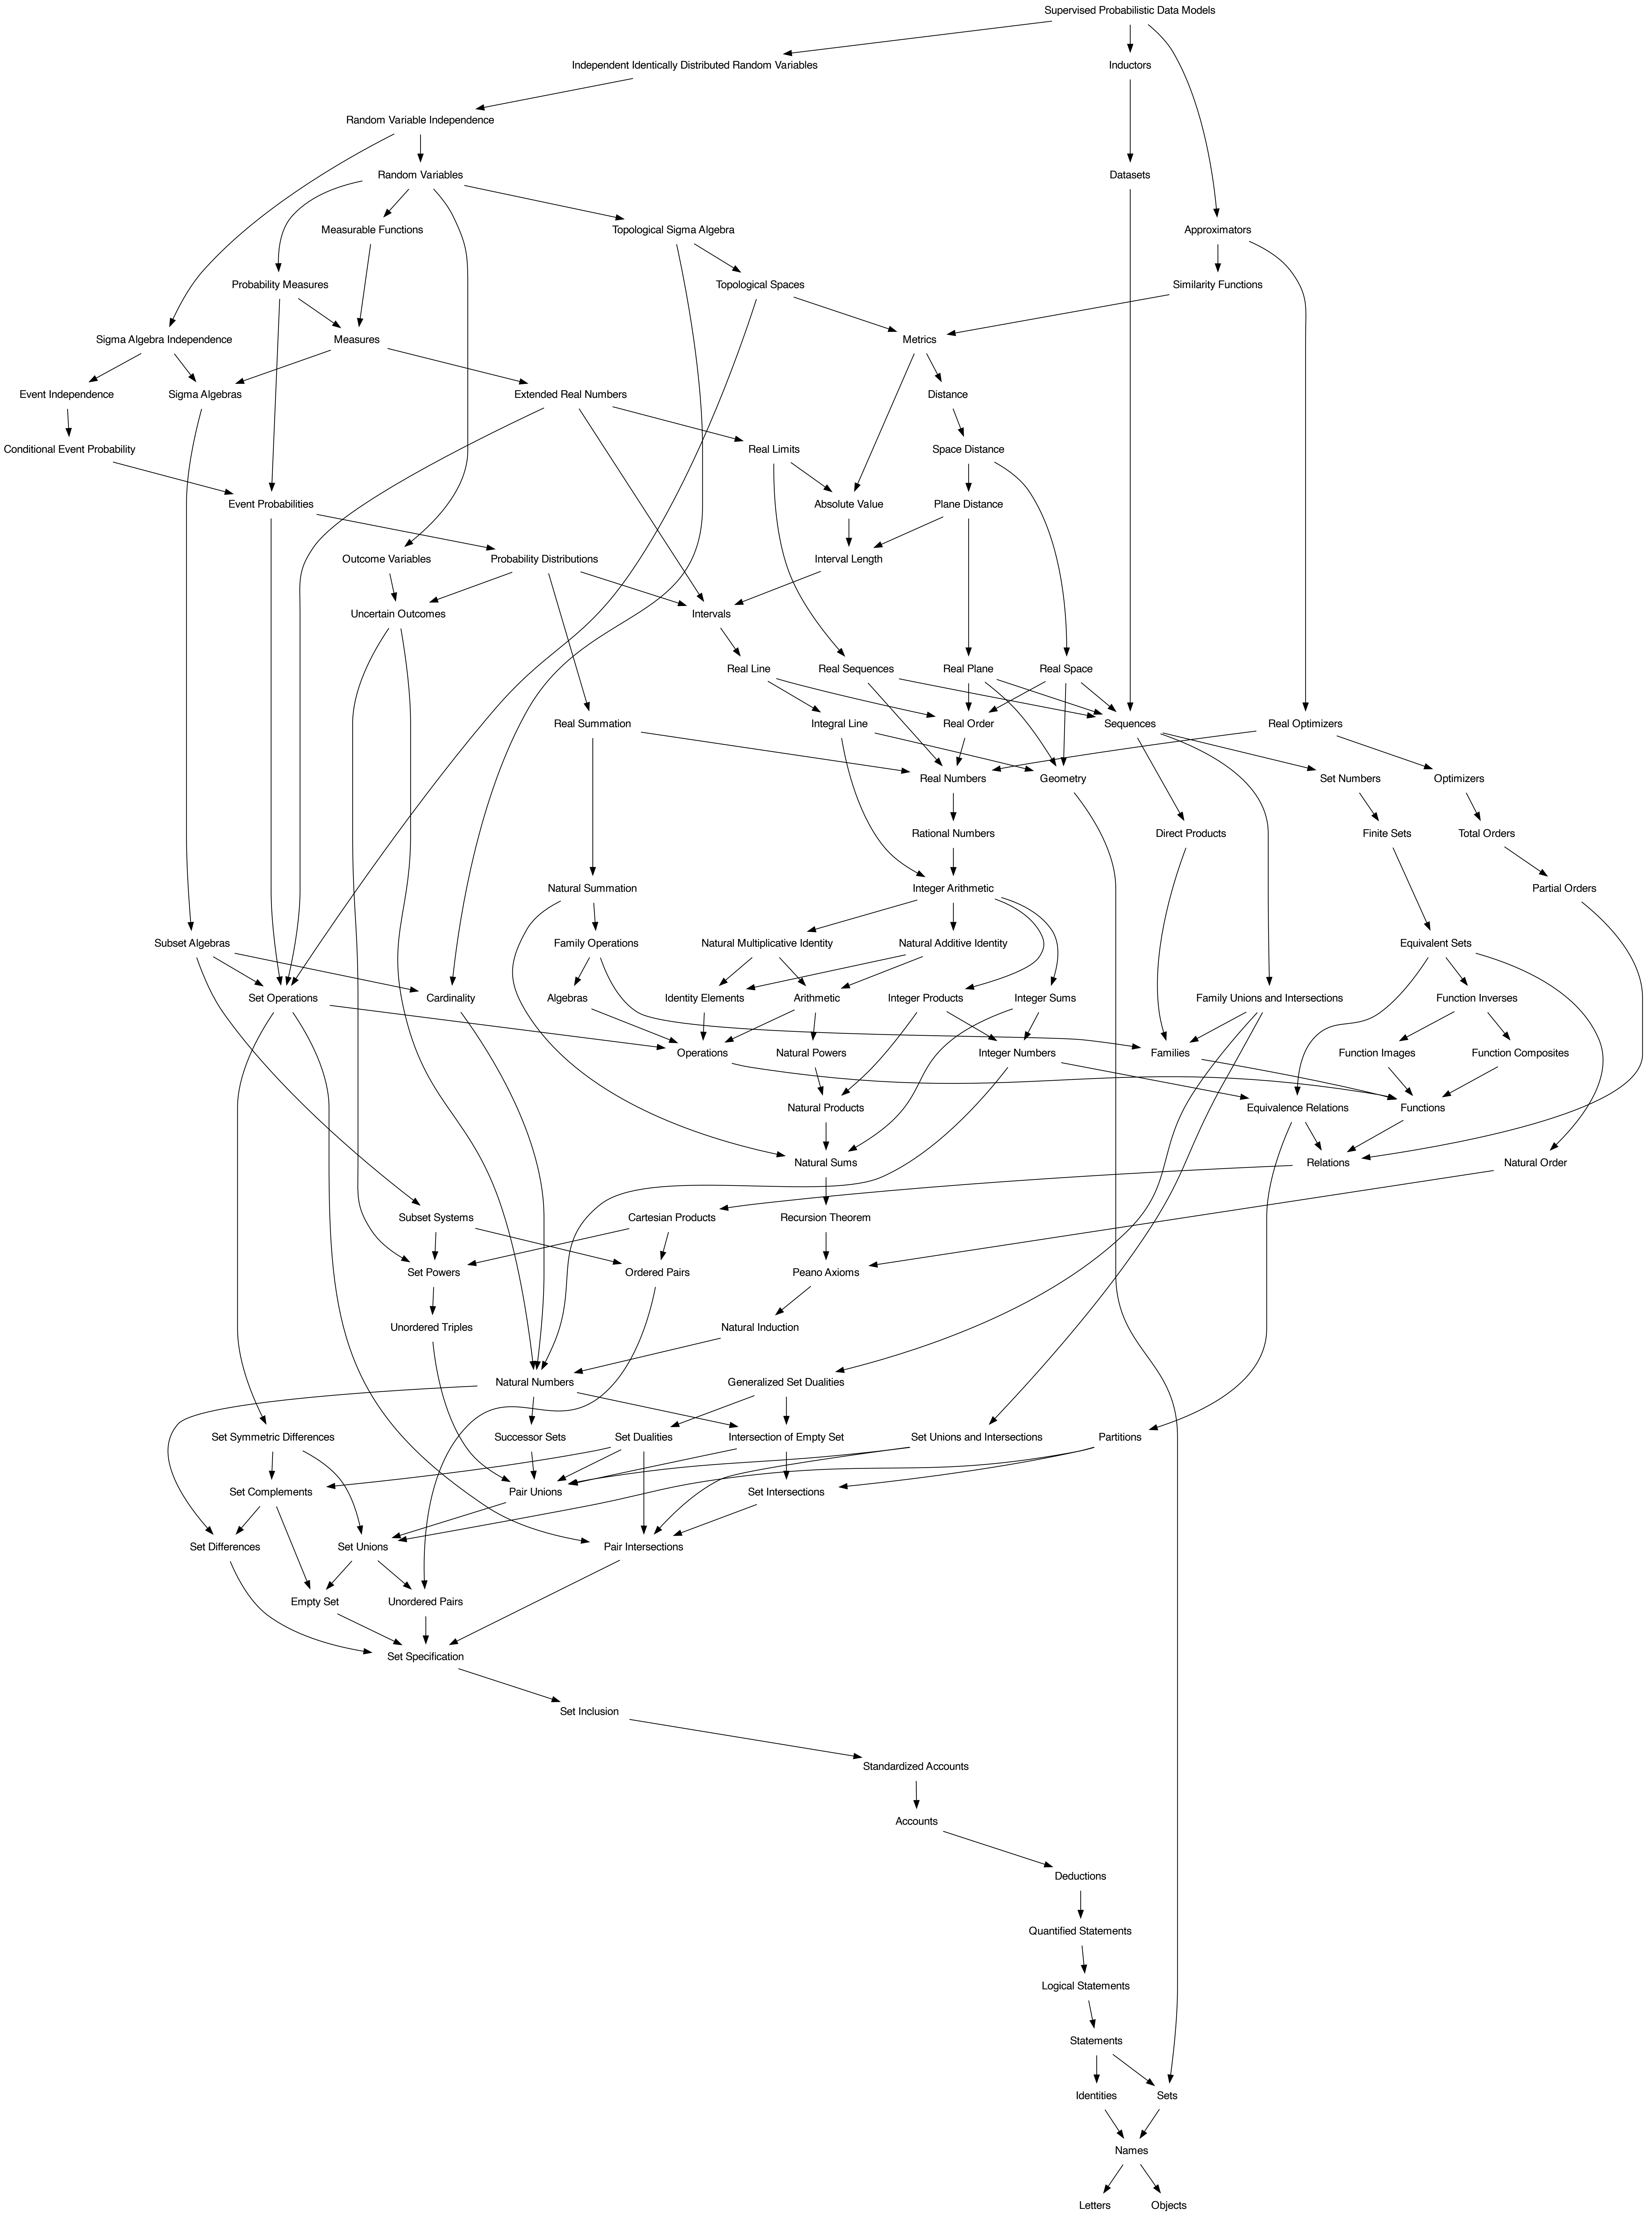 Supervised Probabilistic Data Models
Independent Identically Distributed Random Variables
Inductors
Random Variable Independence
Random Variables
Datasets
Measurable Functions
Topological Sigma Algebra
Approximators
Probability Measures
Topological Spaces
Similarity Functions
Sigma Algebra Independence
Measures
Metrics
Event Independence
Sigma Algebras
Extended Real Numbers
Distance
Conditional Event Probability
Real Limits
Space Distance
Event Probabilities
Absolute Value
Plane Distance
Outcome Variables
Probability Distributions
Interval Length
Uncertain Outcomes
Intervals
Real Line
Real Sequences
Real Plane
Real Space
Real Summation
Integral Line
Real Order
Sequences
Real Optimizers
Real Numbers
Geometry
Set Numbers
Optimizers
Rational Numbers
Direct Products
Finite Sets
Total Orders
Natural Summation
Integer Arithmetic
Partial Orders
Subset Algebras
Family Operations
Natural Multiplicative Identity
Natural Additive Identity
Equivalent Sets
Set Operations
Cardinality
Algebras
Identity Elements
Arithmetic
Integer Products
Integer Sums
Family Unions and Intersections
Function Inverses
Operations
Natural Powers
Integer Numbers
Families
Function Images
Function Composites
Natural Products
Equivalence Relations
Functions
Natural Sums
Relations
Natural Order
Subset Systems
Cartesian Products
Recursion Theorem
Set Powers
Ordered Pairs
Peano Axioms
Unordered Triples
Natural Induction
Natural Numbers
Generalized Set Dualities
Set Symmetric Differences
Successor Sets
Set Dualities
Intersection of Empty Set
Set Unions and Intersections
Partitions
Set Complements
Pair Unions
Set Intersections
Set Differences
Set Unions
Pair Intersections
Empty Set
Unordered Pairs
Set Specification
Set Inclusion
Standardized Accounts
Accounts
Deductions
Quantified Statements
Logical Statements
Statements
Identities
Sets
Names
Letters
Objects